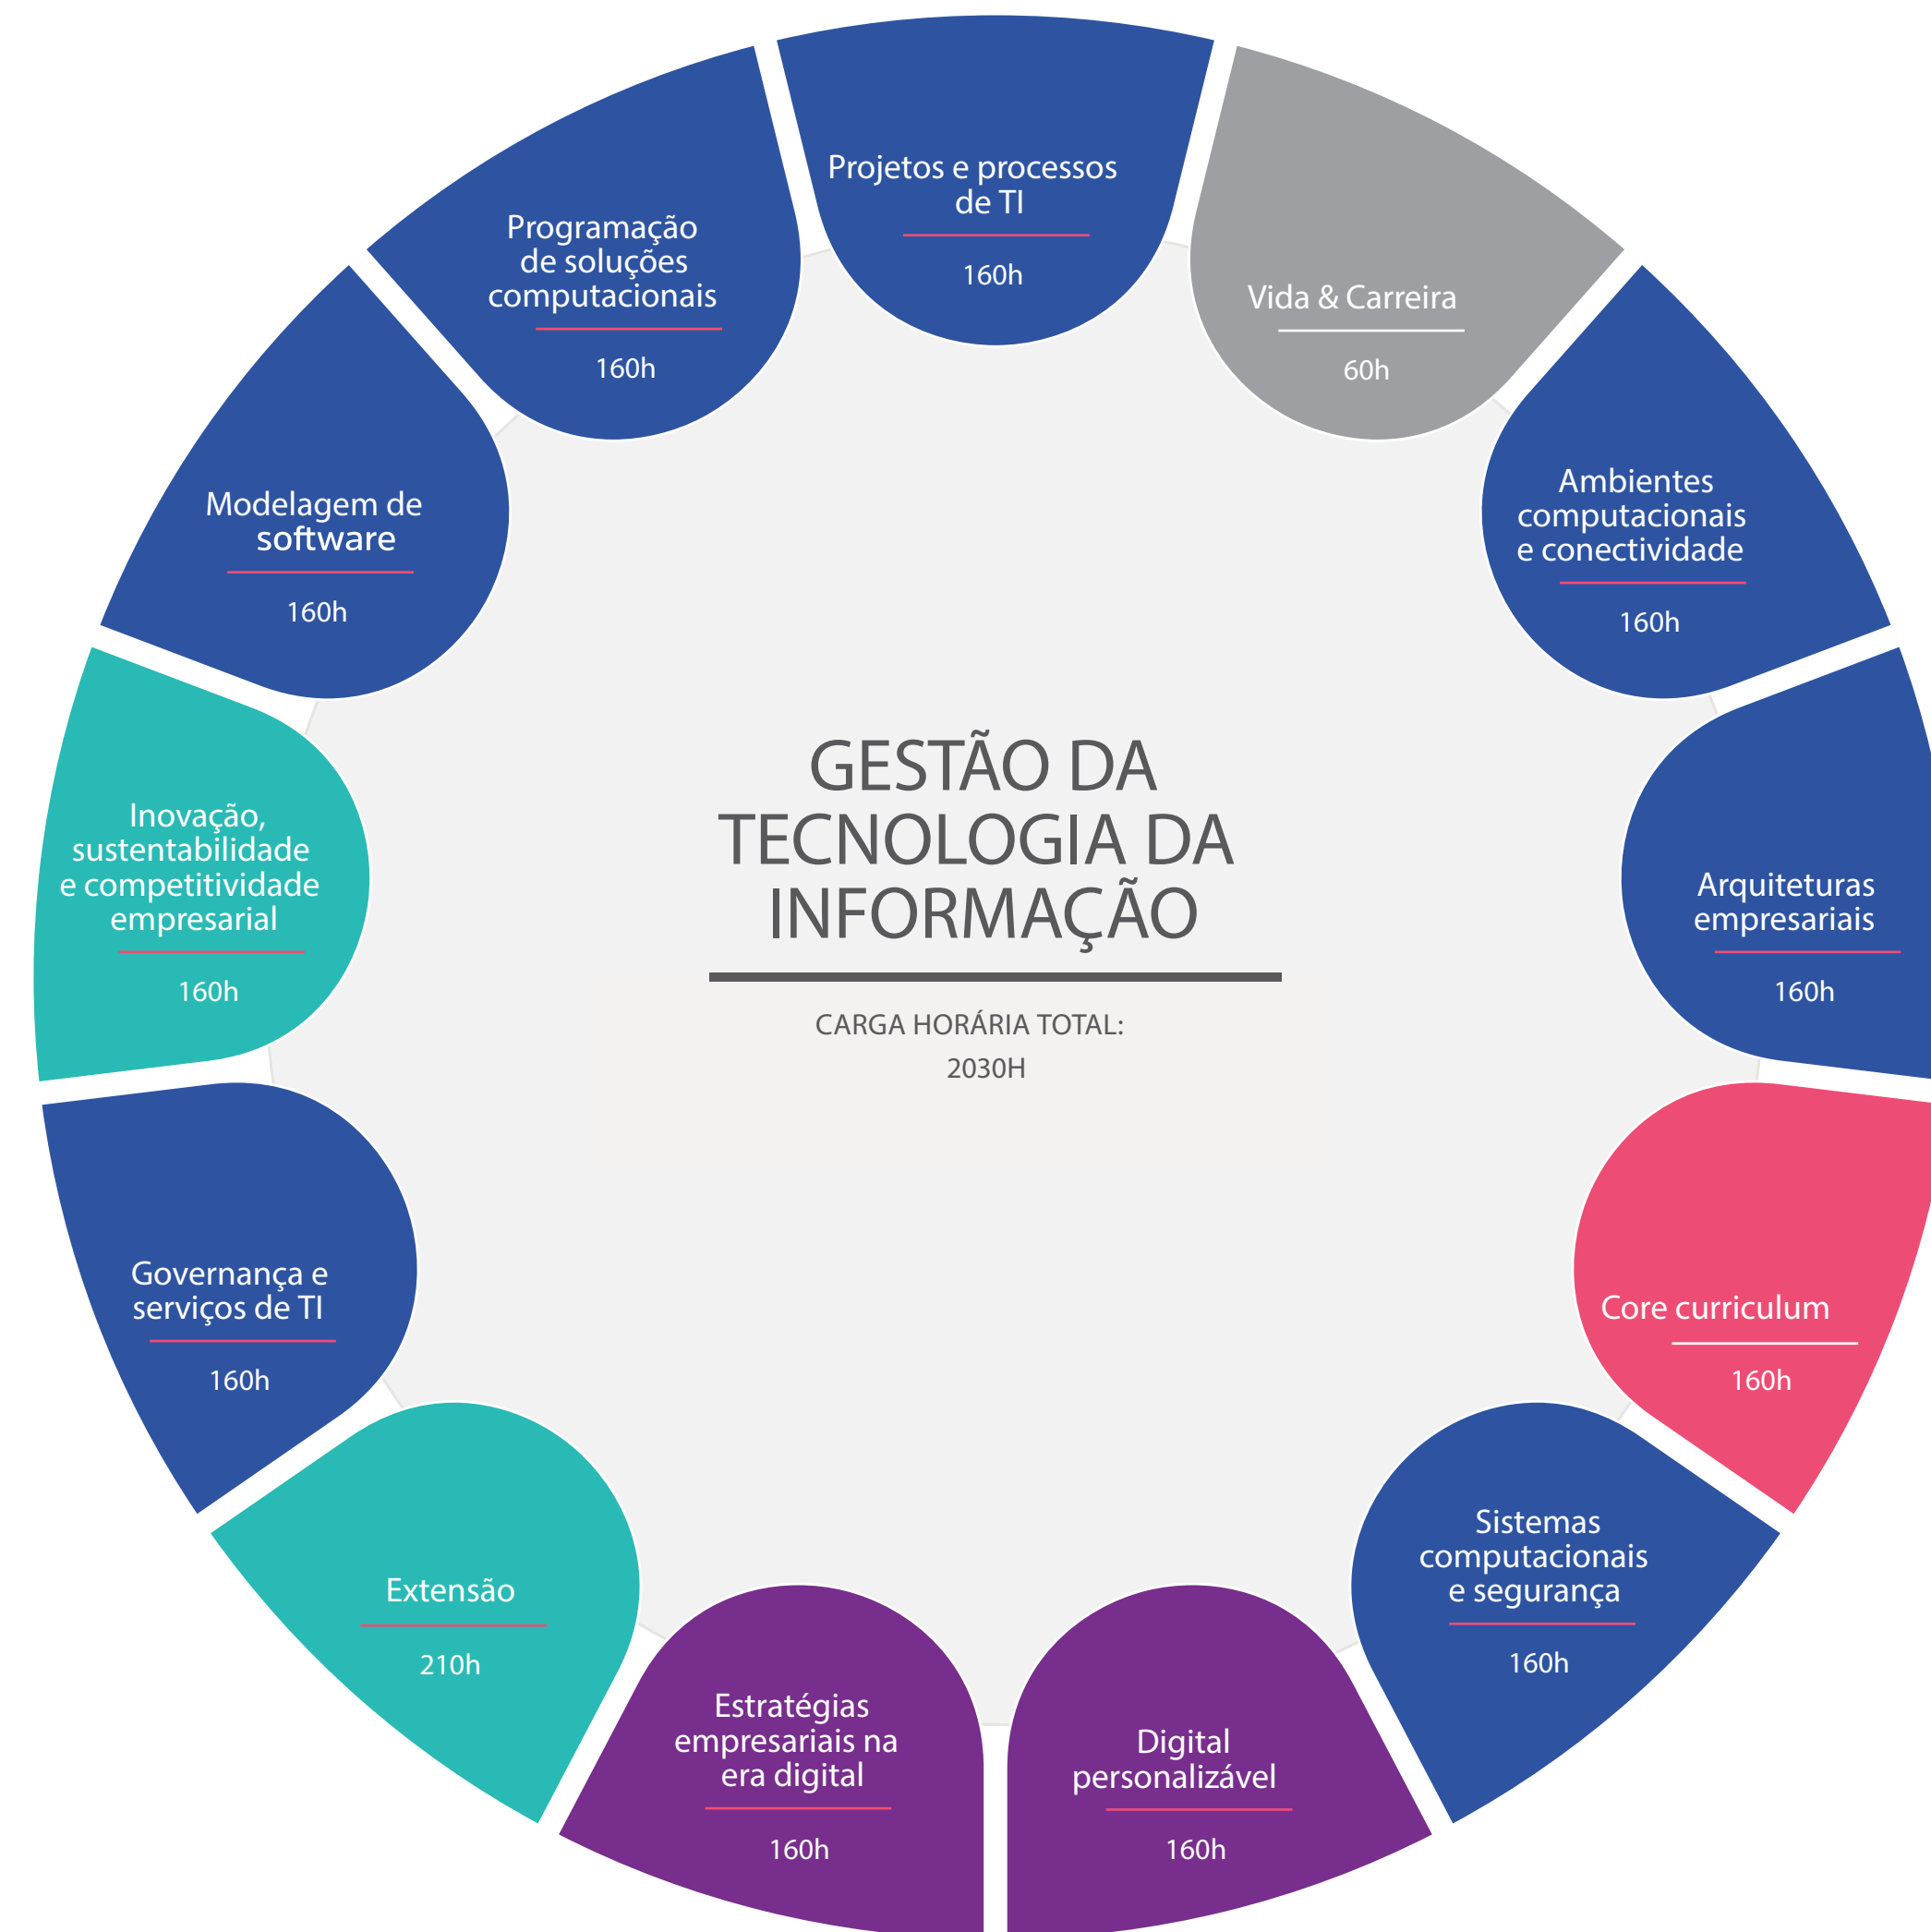 Projetos e processos
de TI
160h
Vida & Carreira
60h
Ambientes
computacionais
e conectividade
160h
Arquiteturas
empresariais
160h
Core curriculum
160h
Sistemas
computacionais
e segurança
160h
Digital
personalizável
160h
Estratégias
empresariais na
era digital
160h
Extensão
210h
Governança e
serviços de TI
160h
Inovação,
sustentabilidade
e competitividade
empresarial
160h
Modelagem de
software
160h
Programação
de soluções
computacionais
160h
GESTÃO DA
TECNOLOGIA DA
INFORMAÇÃO
CARGA HORÁRIA TOTAL:
2030H